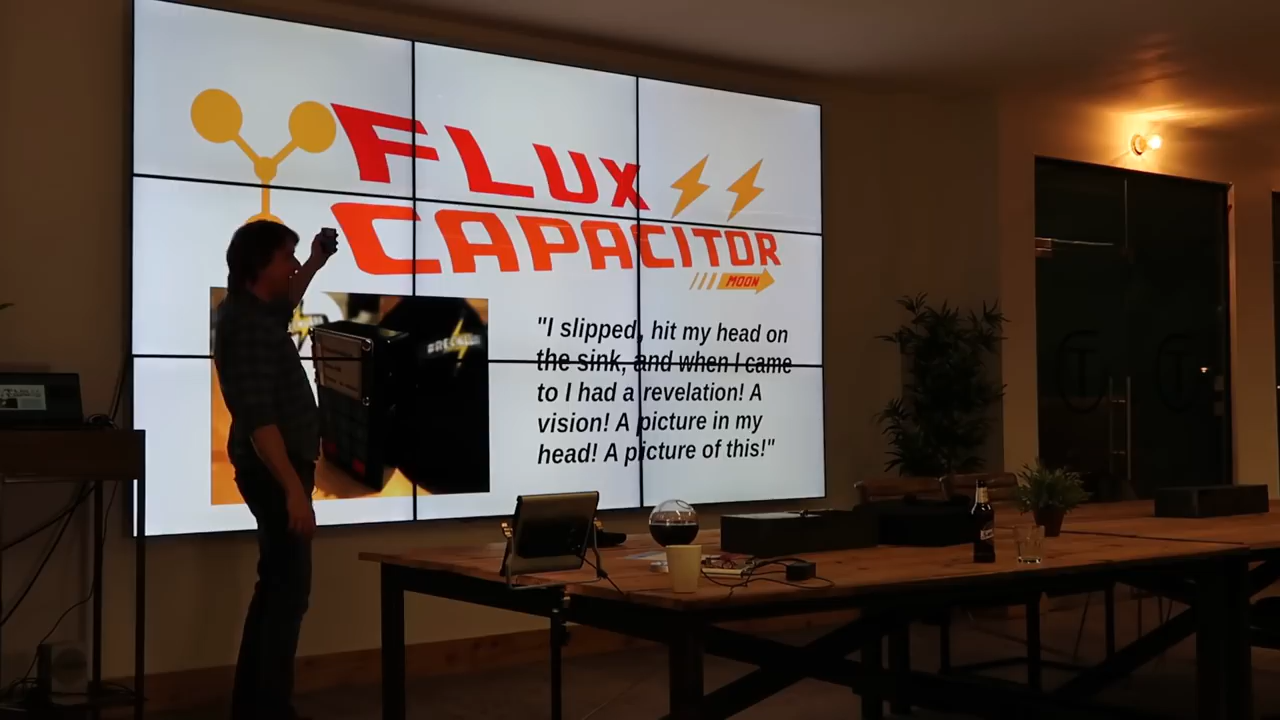 FLUX
CAPACITOR
MOON
"I slipped, hit my head on
the sink, and when I came
to I had a revelation! A
vision! A picture in my
head! A picture of this!"